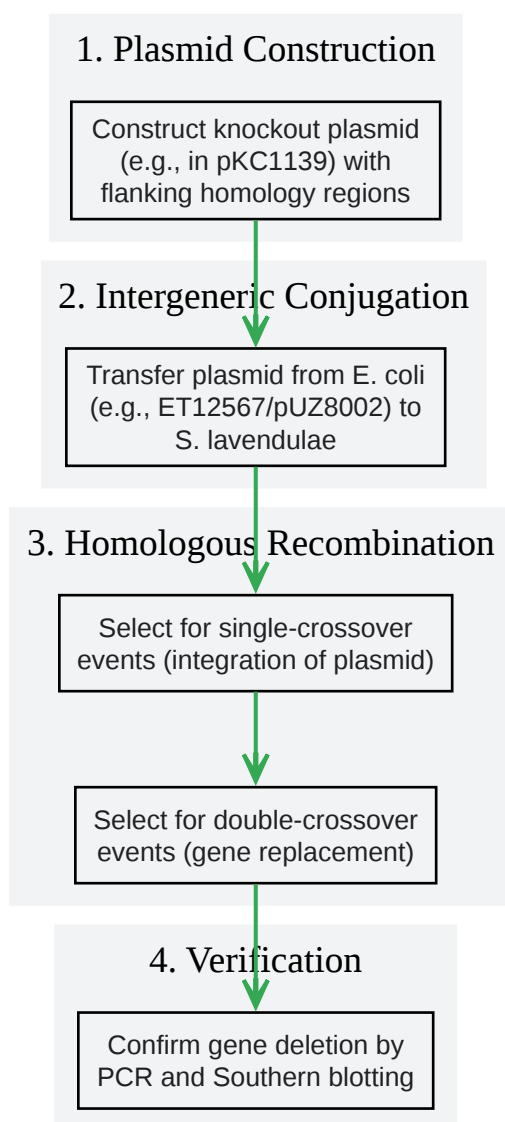 1. Plasmid Construction
Construct knockout plasmid
(e.g., in pKC1139) with
flanking homology regions
2. Intergeneric Conjugation
Transfer plasmid from E. coli
(e.g., ET12567/pUZ8002) to
S. lavendulae
3. Homologous Recombination
Select for single-crossover
events (integration of plasmid)
Select for double-crossover
events (gene replacement)
4. Verification
Confirm gene deletion by
PCR and Southern blotting